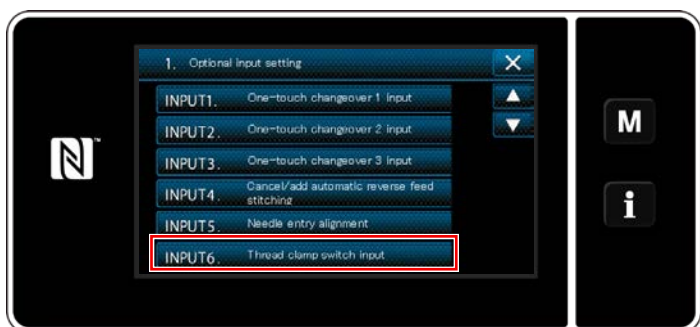 1. Optional input setting
INPUT1. One-touch changeover 1 input
INPUT2. One-touch changeover 2 input
INPUT3. One-touch changeover 3 input
INPUT4. Cancel/add automatic reverse feed
stitching
INPUT5. Needle entry alignment
INPUT6. Thread clamp switch input
N
M
i